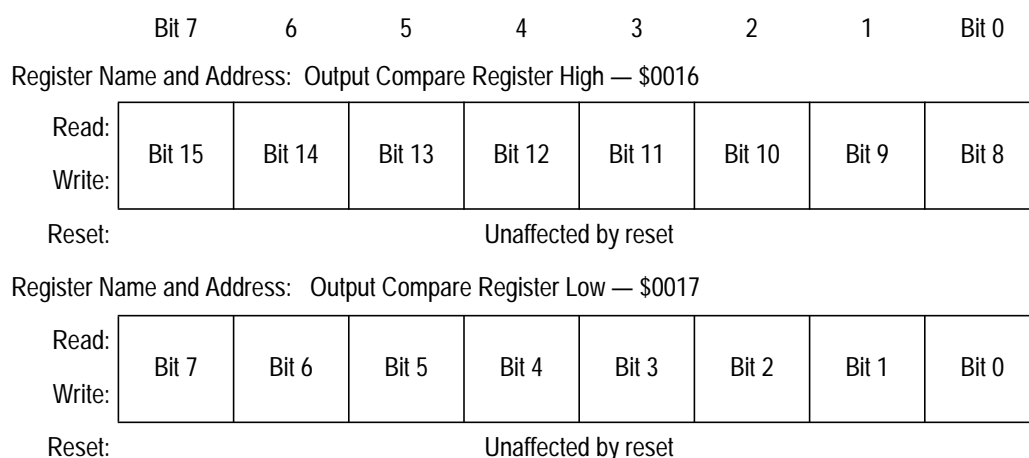 Bit 7 6 5 4 3 2 1 Bit 0
Register Name and Address: Output Compare Register High — $0016
Read:
Bit 15 Bit 14 Bit 13 Bit 12 Bit 11 Bit 10 Bit 9 Bit 8
Write:
Reset: Unaffected by reset
Register Name and Address: Output Compare Register Low — $0017
Read:
Bit 7 Bit 6 Bit 5 Bit 4 Bit 3 Bit 2 Bit 1 Bit 0
Write:
Reset: Unaffected by reset